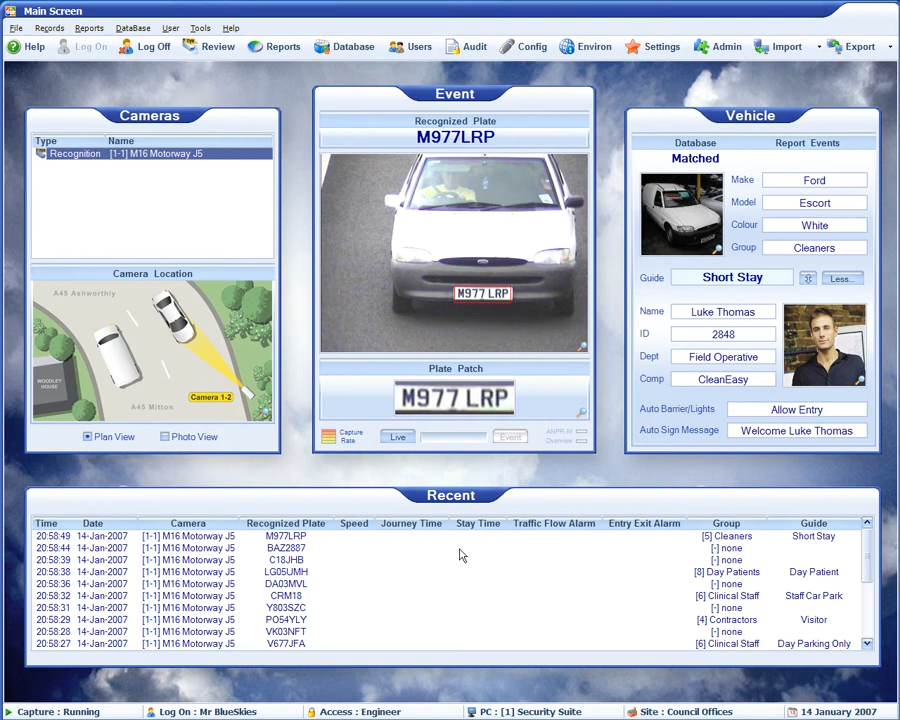 Main Screen
File Records Reports DataBase User Tools Help
Help Log On Log Off Review Reports Database Users Audit Config Environ Settings Admin Import Export
Cameras
Type Name
Recognition [1-1] M16 Motorway J5
Camera Location
A45 Ashworthly
WOODLEY
HOUSE
Camera 1-2
A45 Mitton
Plan View Photo View
Event
Recognized Plate
M977LRP
M977 LRP
Plate Patch
M977 LRP
Capture
Rate
Live Event
ANPR-M
Overview
Vehicle
Database Report Events
Matched
Make Ford
Model Escort
Colour White
Group Cleaners
Guide Short Stay Less...
Name Luke Thomas
ID 2848
Dept Field Operative
Comp CleanEasy
Auto Barrier/Lights Allow Entry
Auto Sign Message Welcome Luke Thomas
Recent
Time Date Camera Recognized Plate Speed Journey Time Stay Time Traffic Flow Alarm Entry Exit Alarm Group Guide
20:58:49 14-Jan-2007 [1-1] M16 Motorway J5 M977LRP [5] Cleaners Short Stay
20:58:44 14-Jan-2007 [1-1] M16 Motorway J5 BAZ2887 [-] none
20:58:39 14-Jan-2007 [1-1] M16 Motorway J5 C18JHB [-] none
20:58:38 14-Jan-2007 [1-1] M16 Motorway J5 LG05UMH [8] Day Patients Day Patient
20:58:36 14-Jan-2007 [1-1] M16 Motorway J5 DA03MVL [-] none
20:58:32 14-Jan-2007 [1-1] M16 Motorway J5 CRM18 [6] Clinical Staff Staff Car Park
20:58:31 14-Jan-2007 [1-1] M16 Motorway J5 Y803SZC [-] none
20:58:29 14-Jan-2007 [1-1] M16 Motorway J5 PO54YLY [4] Contractors Visitor
20:58:28 14-Jan-2007 [1-1] M16 Motorway J5 VK03NFT [-] none
20:58:27 14-Jan-2007 [1-1] M16 Motorway J5 V677JFA [6] Clinical Staff Day Parking Only
Capture : Running Log On : Mr BlueSkies Access : Engineer PC : [1] Security Suite Site : Council Offices 14 January 2007